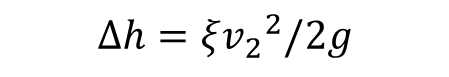 Δh = ξv₂²/2g